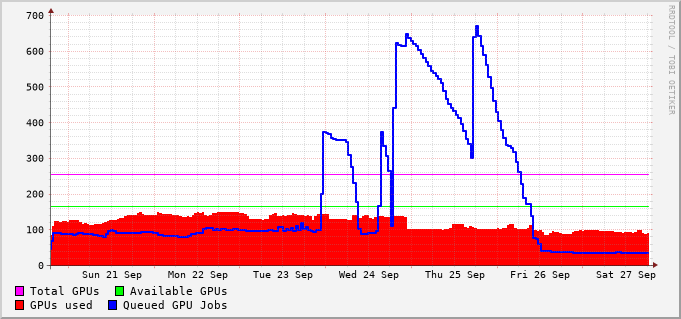 700
600
500
400
300
200
100
0
Sun 21 Sep Mon 22 Sep Tue 23 Sep Wed 24 Sep Thu 25 Sep Fri 26 Sep Sat 27 Sep
Total GPUs Available GPUs
GPUs used Queued GPU Jobs
RRDTOOL / TOBI OETIKER